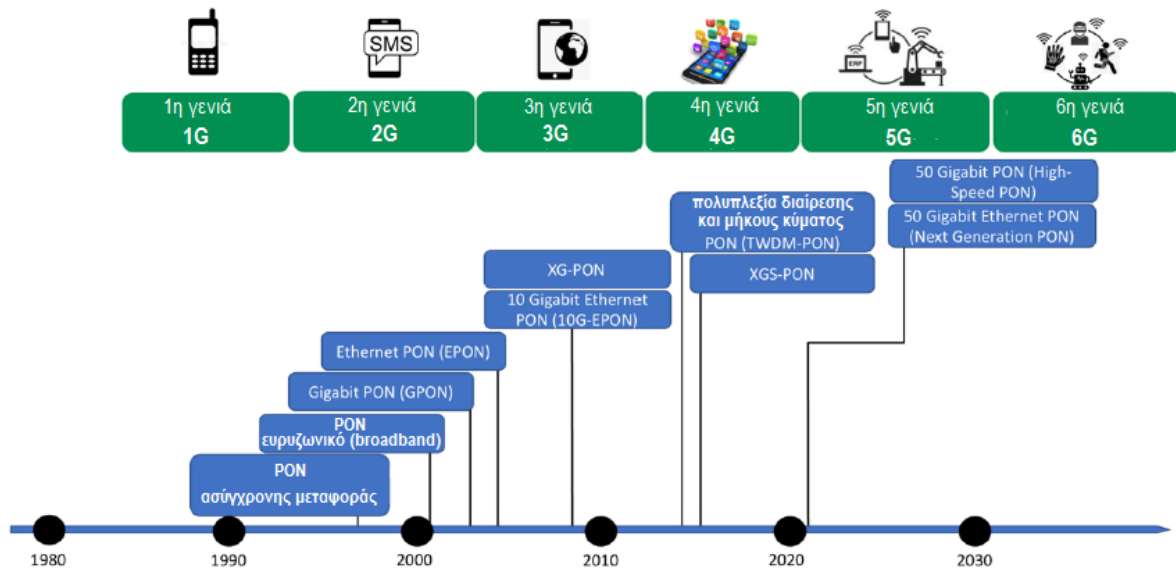 SMS
ERP
1η γενιά
1G
2η γενιά
2G
3η γενιά
3G
4η γενιά
4G
5η γενιά
5G
6η γενιά
6G
50 Gigabit PON (High-
Speed PON)
50 Gigabit Ethernet PON
(Next Generation PON)
πολυπλεξία διαίρεσης
και μήκους κύματος
PON (TWDM-PON)
XGS-PON
XG-PON
10 Gigabit Ethernet
PON (10G-EPON)
Ethernet PON (EPON)
Gigabit PON (GPON)
PON
ευρυζωνικό (broadband)
PON
ασύγχρονης μεταφοράς
1980
1990
2000
2010
2020
2030